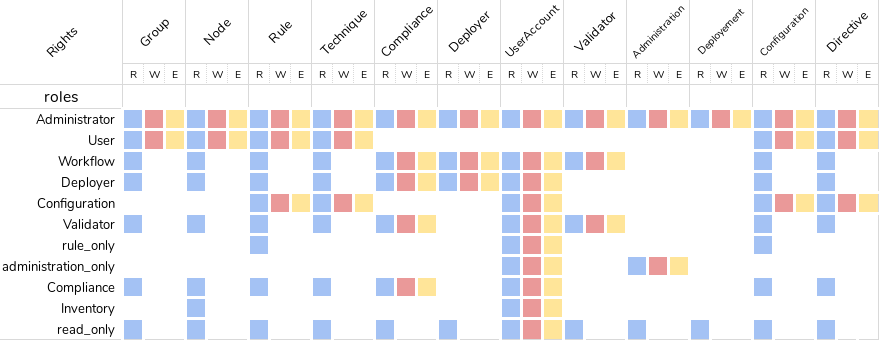 Rights Group Node Rule Technique Compliance Deployer UserAccount Validator Administration Deployement Configuration Directive
R W E R W E R W E R W E R W E R W E R W E R W E R W E R W E R W E R W E
roles
Administrator
User
Workflow
Deployer
Configuration
Validator
rule_only
administration_only
Compliance
Inventory
read_only